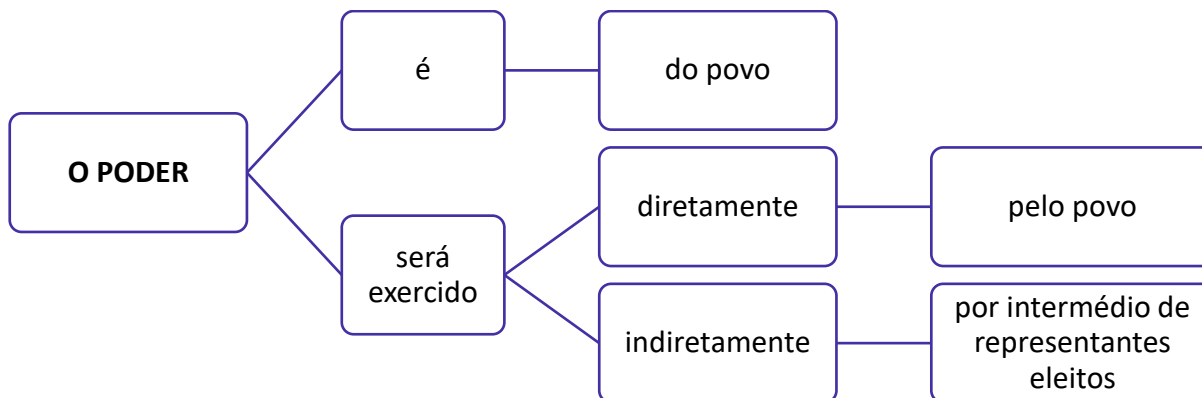 O PODER
é
do povo
será
exercido
diretamente
pelo povo
indiretamente
por intermédio de
representantes
eleitos